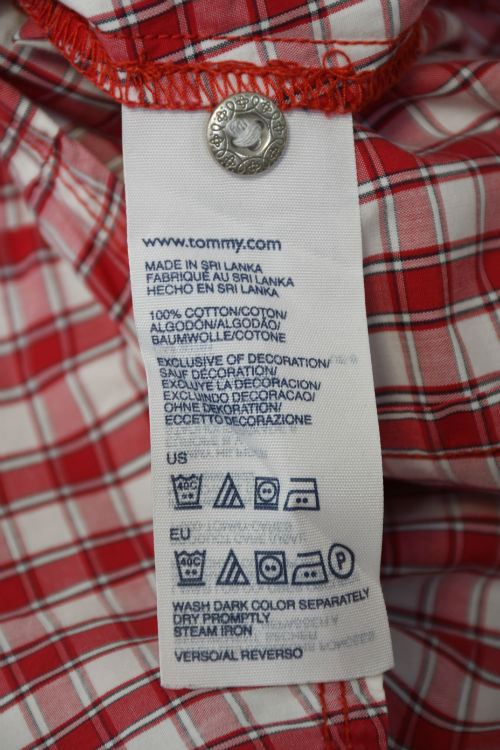 www.tommy.com
MADE IN SRI LANKA
FABRIQUÉ AU SRI LANKA
HECHO EN SRI LANKA
100% COTTON/COTON/
ALGODÓN/ALGODÃO/
BAUMWOLLE/COTONE
EXCLUSIVE OF DECORATION/
SAUF DÉCORATION/
EXCLUYE LA DECORACION/
EXCLUINDO DECORACAO/
OHNE DEKORATION/
ECCETTO DECORAZIONE
US
40C
EU
40C P
WASH DARK COLOR SEPARATELY
DRY PROMPTLY
STEAM IRON
VERSO/AL REVERSO